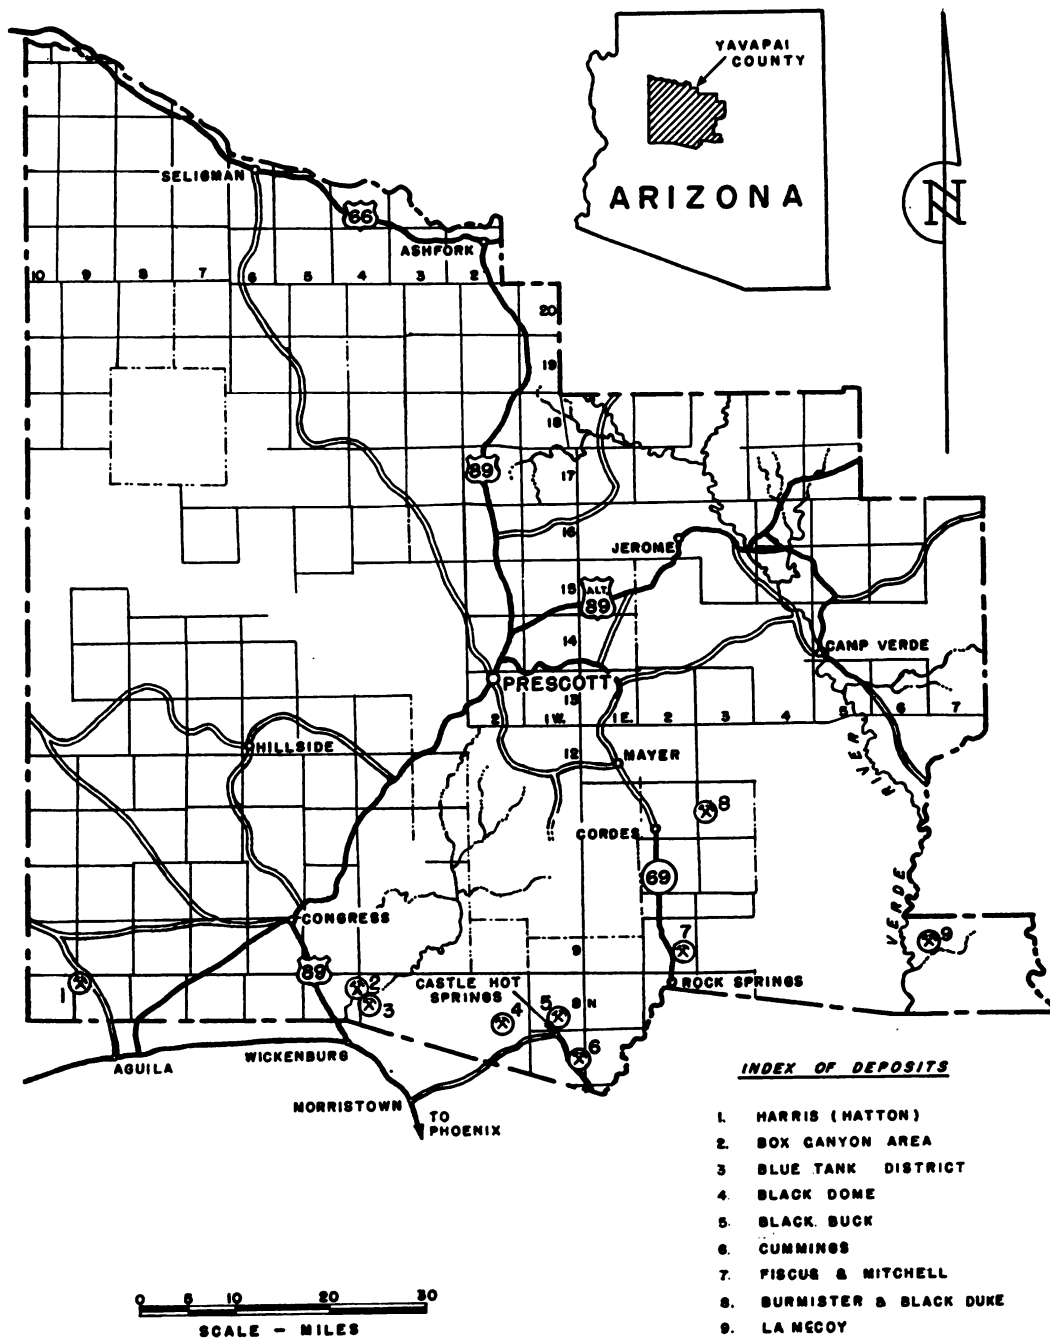 YAVAPAI
COUNTY
ARIZONA
N
SELIGMAN
66
ASHFORK
10 9 8 7 6 5 4 3 2
20
19
18
89
17
16
JEROME
15
ALT.
89
14
CAMP VERDE
PRESCOTT
13
2 1 W. 1 E. 2 3 4 5 6 7
HILLSIDE
12
MAYER
VERDE RIVER
8
CORDES
69
CONGRESS
9
7
9
89
1
2
3
CASTLE HOT
SPRINGS
ROCK SPRINGS
4
5
8 N
6
WICKENBURG
AGUILA
MORRISTOWN
TO
PHOENIX
INDEX OF DEPOSITS
1. HARRIS (HATTON)
2. BOX CANYON AREA
3 BLUE TANK DISTRICT
4. BLACK DOME
5. BLACK BUCK
6. CUMMINGS
7. FISCUS & MITCHELL
8. BURMISTER & BLACK DUKE
9. LA MECOY
0 5 10 20 30
SCALE - MILES